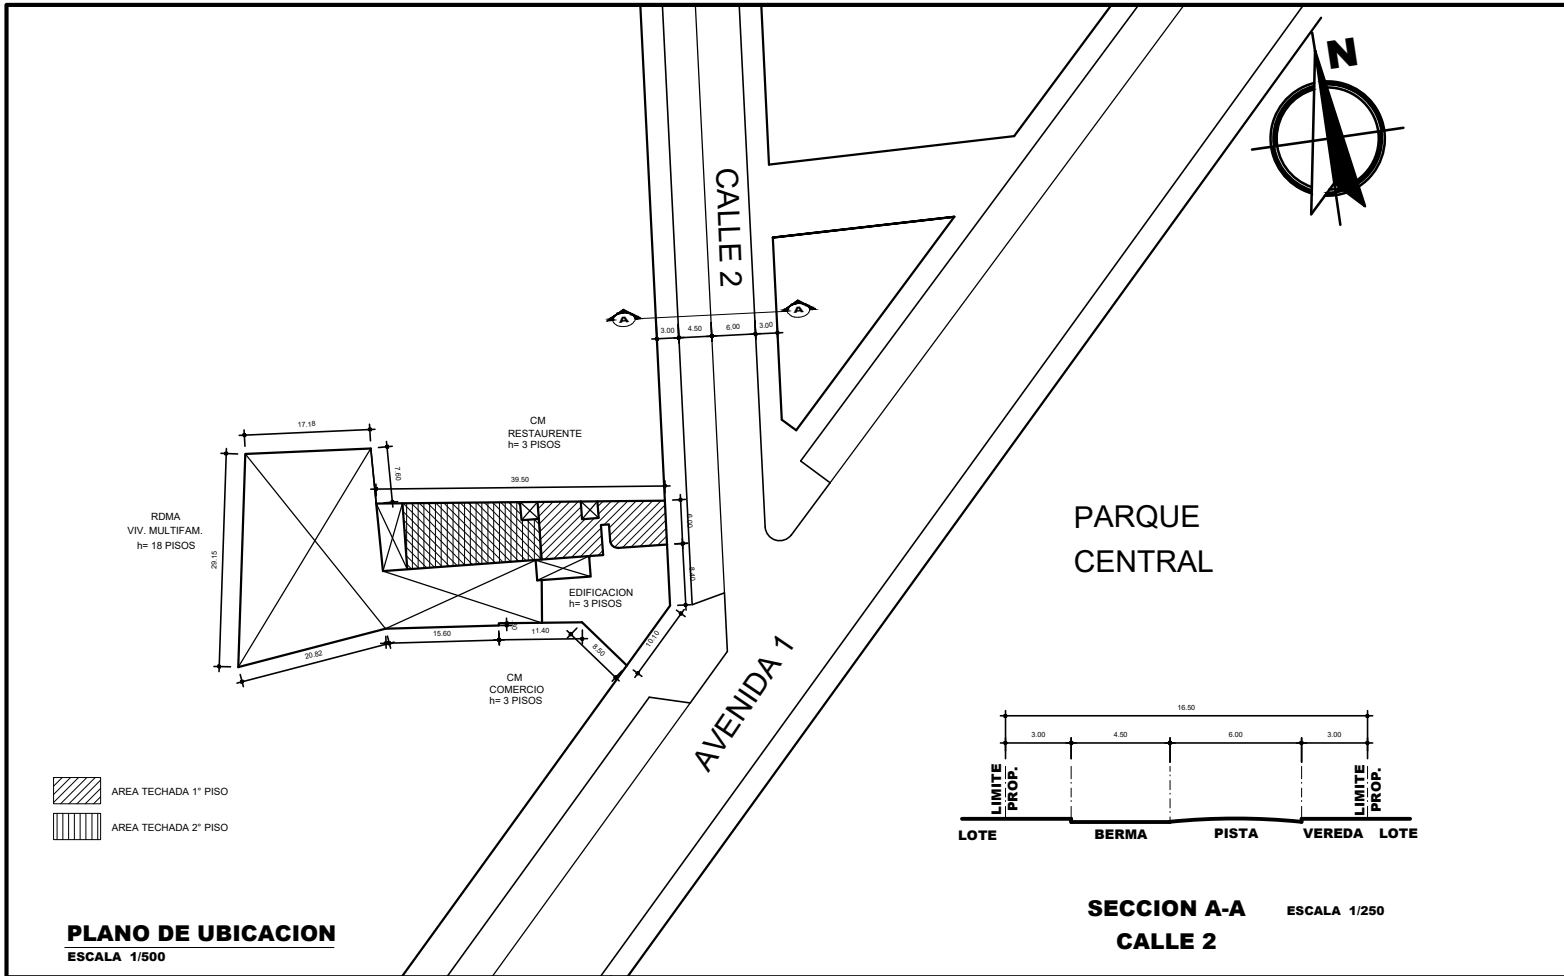 N
CALLE 2
A
A
3.00
4.50
6.00
3.00
17.18
7.60
39.50
CM
RESTAURENTE
h= 3 PISOS
RDMA
VIV. MULTIFAM.
h= 18 PISOS
29.15
6.00
8.40
PARQUE
CENTRAL
EDIFICACION
h= 3 PISOS
15.60
11.40
20.82
8.50
10.10
CM
COMERCIO
h= 3 PISOS
AVENIDA 1
AREA TECHADA 1° PISO
AREA TECHADA 2° PISO
16.50
3.00
4.50
6.00
3.00
LIMITE
PROP.
LIMITE
PROP.
LOTE
BERMA
PISTA
VEREDA
LOTE
SECCION A-A
ESCALA 1/250
CALLE 2
PLANO DE UBICACION
ESCALA 1/500